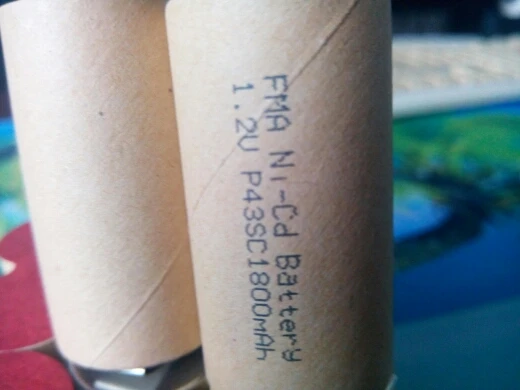 FMA Ni-Cd Battery
1.2V P43SC1800mAh